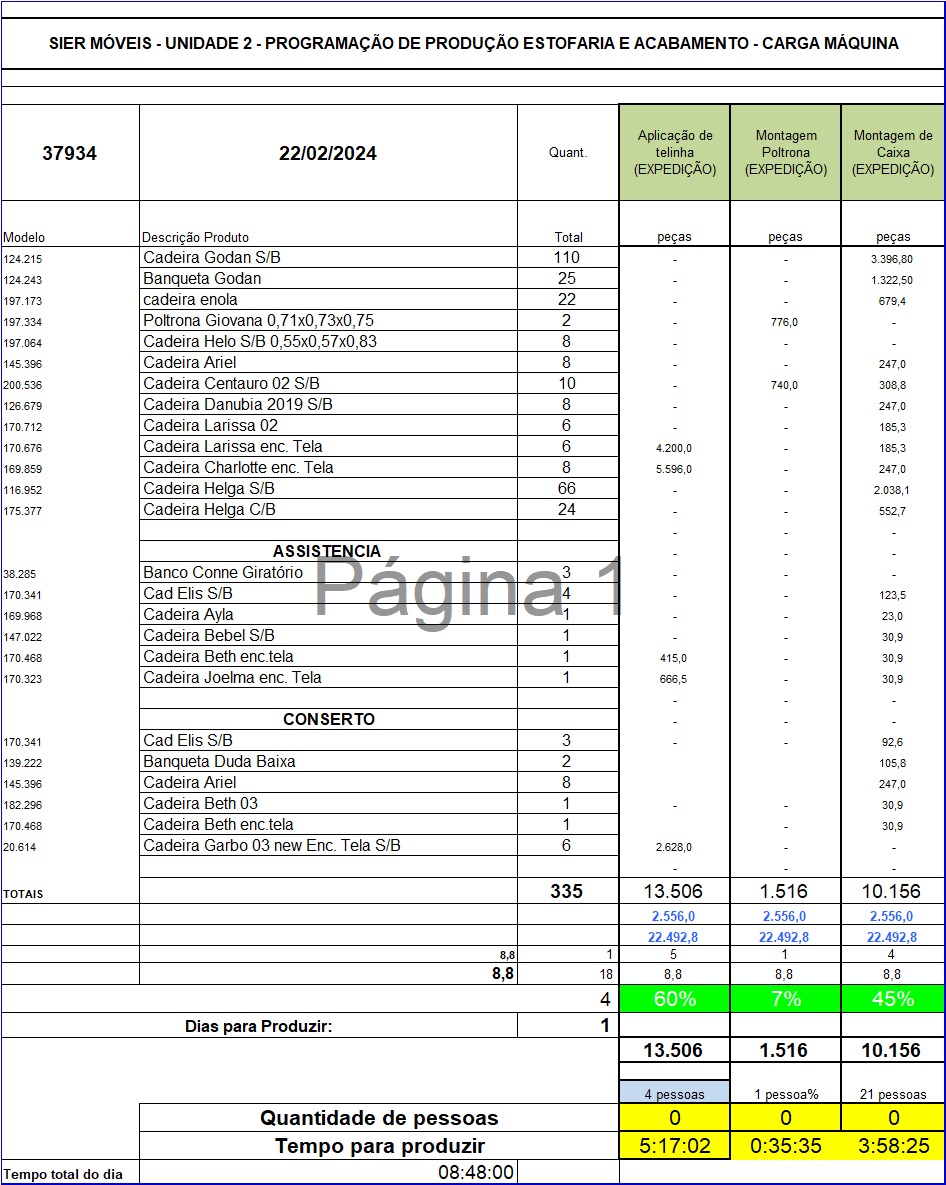 SIER MÓVEIS - UNIDADE 2 - PROGRAMAÇÃO DE PRODUÇÃO ESTOFARIA E ACABAMENTO - CARGA MÁQUINA
37934 22/02/2024 Quant. Aplicação de telinha (EXPEDIÇÃO) Montagem Poltrona (EXPEDIÇÃO) Montagem de Caixa (EXPEDIÇÃO)
Modelo Descrição Produto Total peças peças peças
124.215 Cadeira Godan S/B 110 - - 3.396,80
124.243 Banqueta Godan 25 - - 1.322,50
197.173 cadeira enola 22 - - 679,4
197.334 Poltrona Giovana 0,71x0,73x0,75 2 - 776,0 -
197.064 Cadeira Helo S/B 0,55x0,57x0,83 8 - - -
145.396 Cadeira Ariel 8 - - 247,0
200.536 Cadeira Centauro 02 S/B 10 - 740,0 308,8
126.679 Cadeira Danubia 2019 S/B 8 - - 247,0
170.712 Cadeira Larissa 02 6 - - 185,3
170.676 Cadeira Larissa enc. Tela 6 4.200,0 - 185,3
169.859 Cadeira Charlotte enc. Tela 8 5.596,0 - 247,0
116.952 Cadeira Helga S/B 66 - - 2.038,1
175.377 Cadeira Helga C/B 24 - - 552,7
- - -
ASSISTENCIA - - -
38.285 Banco Conne Giratório 3 - - -
170.341 Cad Elis S/B 4 - - 123,5
Página 1
169.968 Cadeira Ayla 1 - - 23,0
147.022 Cadeira Bebel S/B 1 - - 30,9
170.468 Cadeira Beth enc.tela 1 415,0 - 30,9
170.323 Cadeira Joelma enc. Tela 1 666,5 - 30,9
- - -
CONSERTO - - -
170.341 Cad Elis S/B 3 - - 92,6
139.222 Banqueta Duda Baixa 2 105,8
145.396 Cadeira Ariel 8 247,0
182.296 Cadeira Beth 03 1 - - 30,9
170.468 Cadeira Beth enc.tela 1 - 30,9
20.614 Cadeira Garbo 03 new Enc. Tela S/B 6 2.628,0 - -
- - -
TOTAIS 335 13.506 1.516 10.156
2.556,0 2.556,0 2.556,0
22.492,8 22.492,8 22.492,8
8,8 1 5 1 4
8,8 18 8,8 8,8 8,8
4 60% 7% 45%
Dias para Produzir: 1
13.506 1.516 10.156
4 pessoas 1 pessoa% 21 pessoas
Quantidade de pessoas 0 0 0
Tempo para produzir 5:17:02 0:35:35 3:58:25
Tempo total do dia 08:48:00